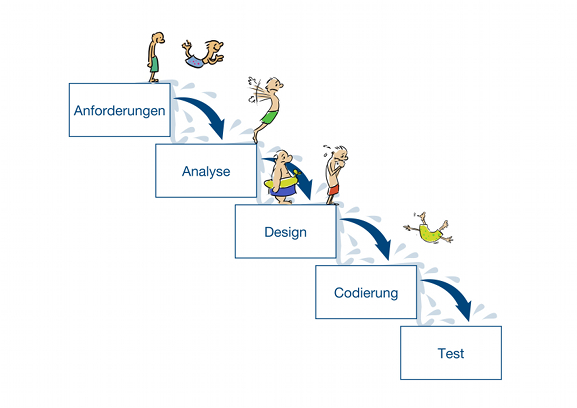 Anforderungen
Analyse
Design
Codierung
Test